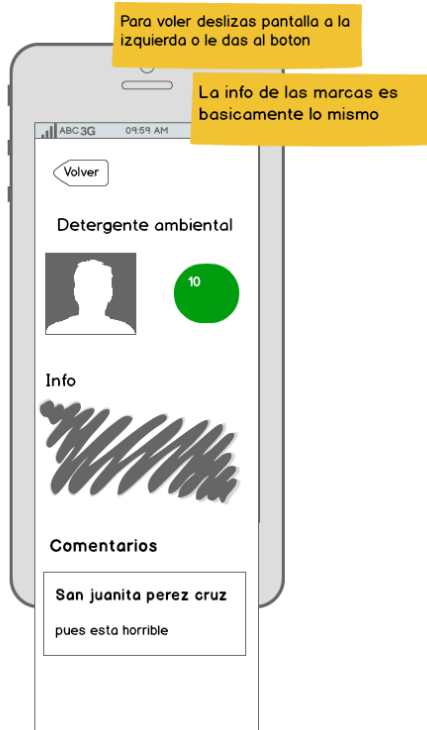 Para voler deslizas pantalla a la
izquierda o le das al boton
La info de las marcas es
basicamente lo mismo
ABC 3G 09:59 AM
Volver
Detergente ambiental
10
Info
Comentarios
San juanita perez cruz
pues esta horrible